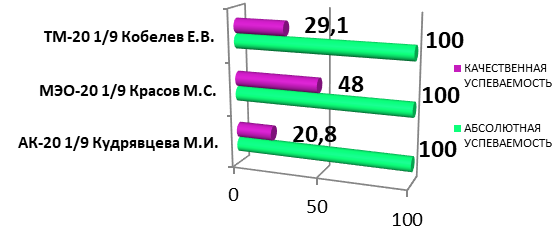 ТМ-20 1/9 Кобелев Е.В.
29,1
100
МЭО-20 1/9 Красов М.С.
48
100
АК-20 1/9 Кудрявцева М.И.
20,8
100
0
50
100
КАЧЕСТВЕННАЯ
УСПЕВАЕМОСТЬ
АБСОЛЮТНАЯ
УСПЕВАЕМОСТЬ